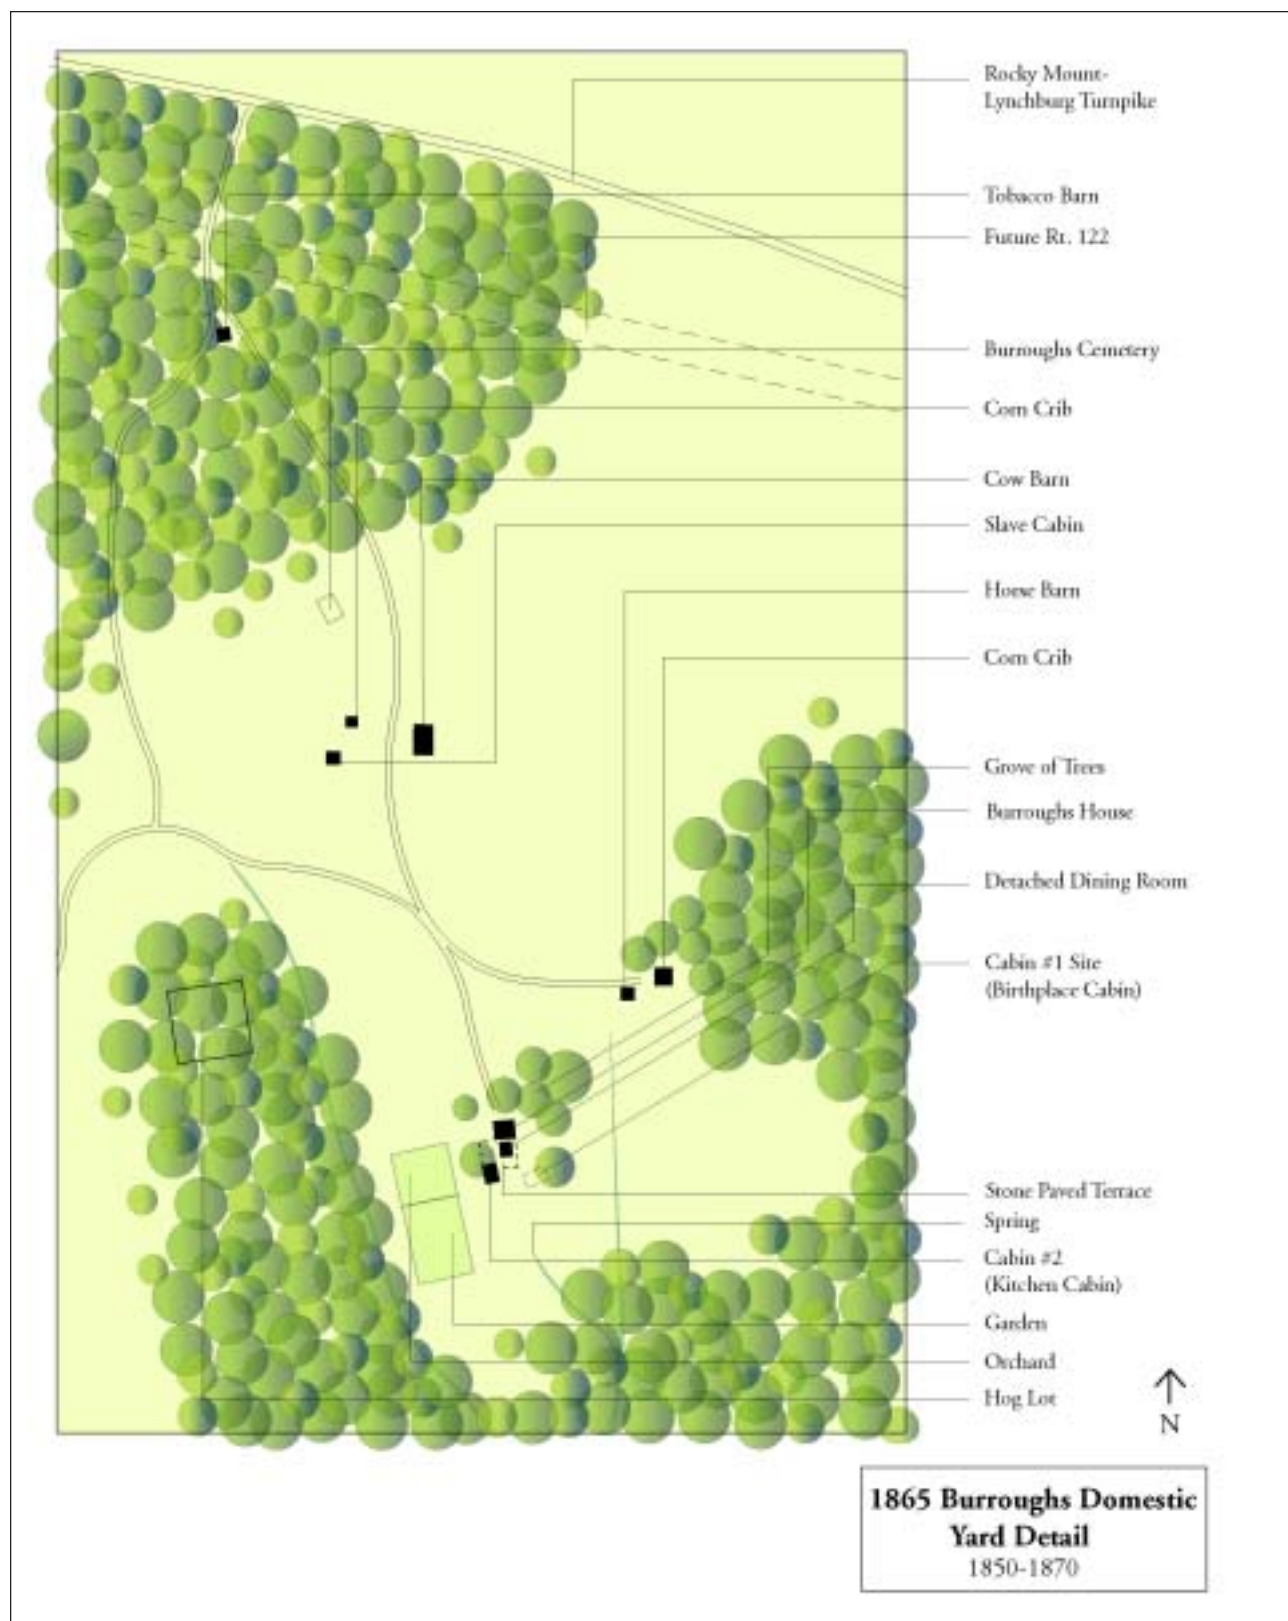 Rocky Mount-
Lynchburg Turnpike
Tobacco Barn
Future Rt. 122
Burroughs Cemetery
Corn Crib
Cow Barn
Slave Cabin
Horse Barn
Corn Crib
Grove of Trees
Burroughs House
Detached Dining Room
Cabin #1 Site
(Birthplace Cabin)
Stone Paved Terrace
Spring
Cabin #2
(Kitchen Cabin)
Garden
Orchard
Hog Lot
N
1865 Burroughs Domestic
Yard Detail
1850-1870